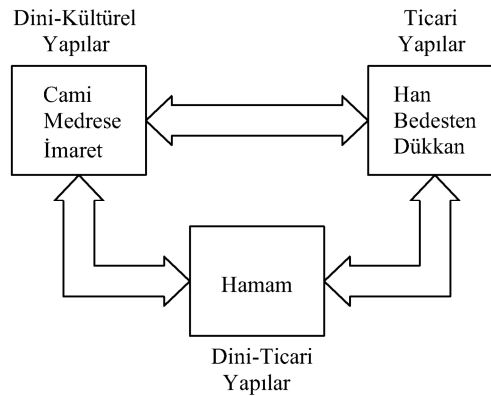 Dini-Kültürel
Yapılar
Cami
Medrese
İmaret
Ticari
Yapılar
Han
Bedesten
Dükkan
Hamam
Dini-Ticari
Yapılar